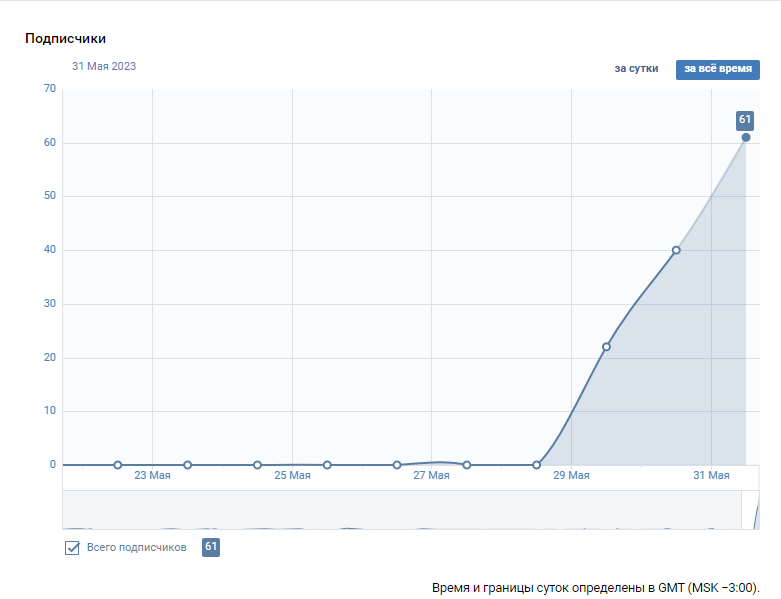 Подписчики
31 Мая 2023
за сутки
за всё время
70
61
60
50
40
30
20
10
0
23 Мая
25 Мая
27 Мая
29 Мая
31 Мая
Всего подписчиков 61
Время и границы суток определены в GMT (MSK −3:00).